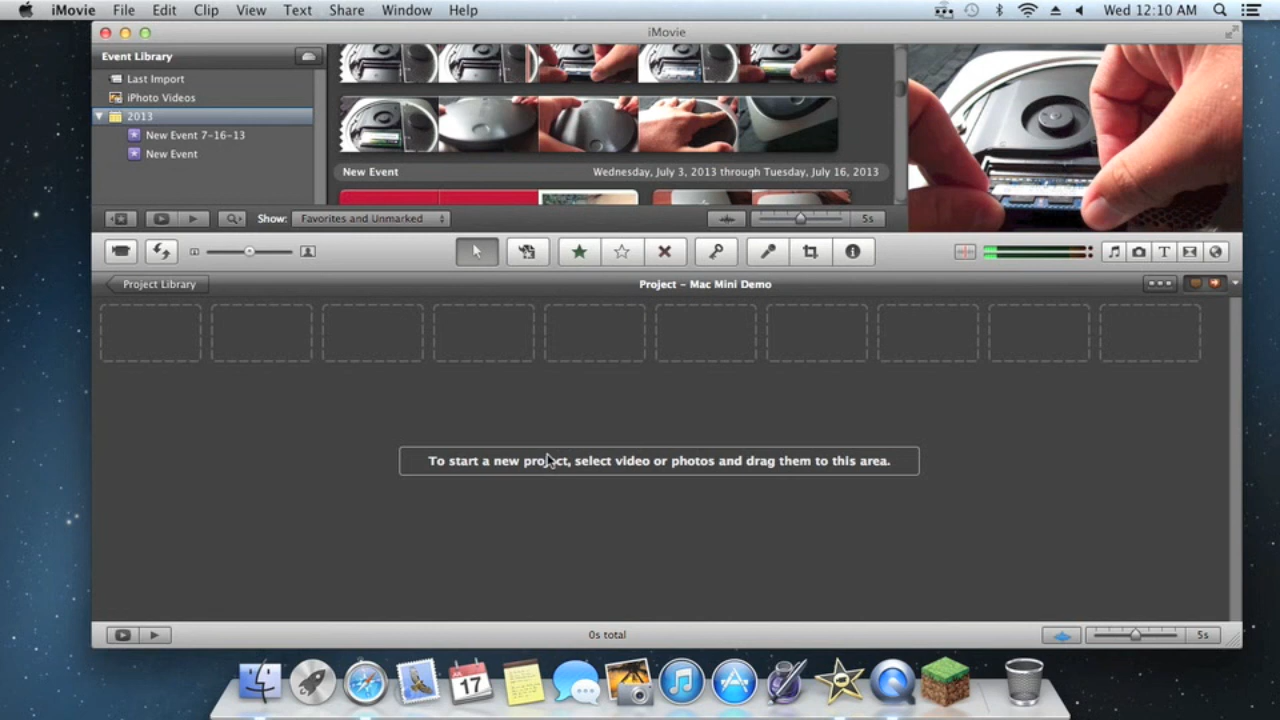 iMovie File Edit Clip View Text Share Window Help Wed 12:10 AM
iMovie
Event Library
Last Import
iPhoto Videos
2013
New Event 7-16-13
New Event
New Event Wednesday, July 3, 2013 through Tuesday, July 16, 2013
Show: Favorites and Unmarked 5s
Project Library Project – Mac Mini Demo
To start a new project, select video or photos and drag them to this area.
0s total 5s
17